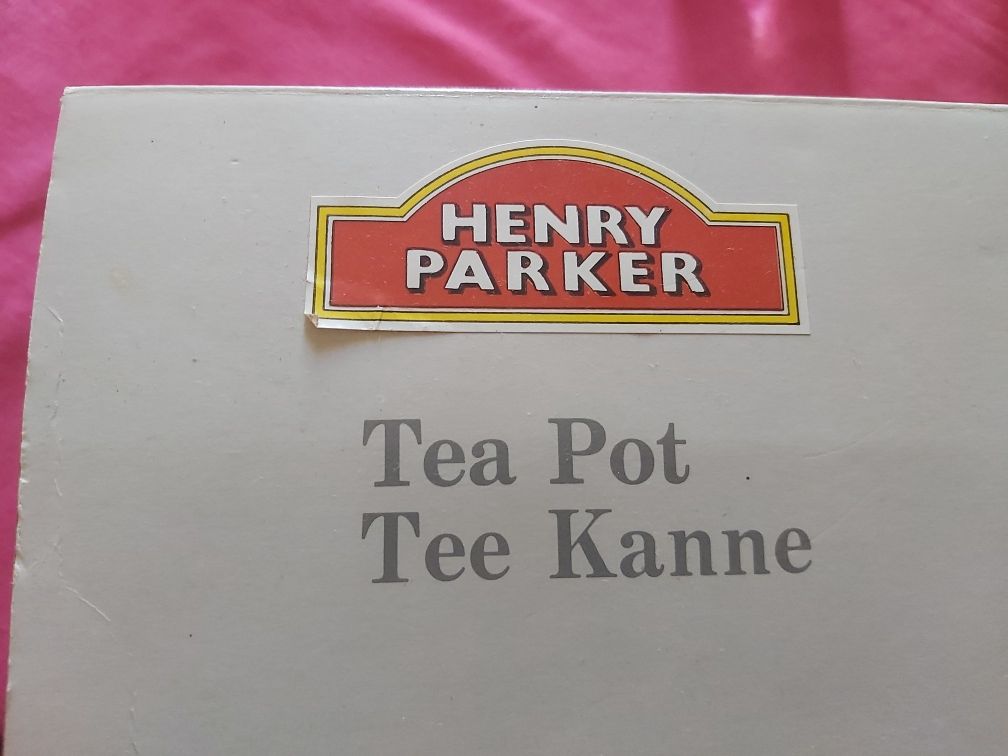 HENRY
PARKER
Tea Pot
Tee Kanne